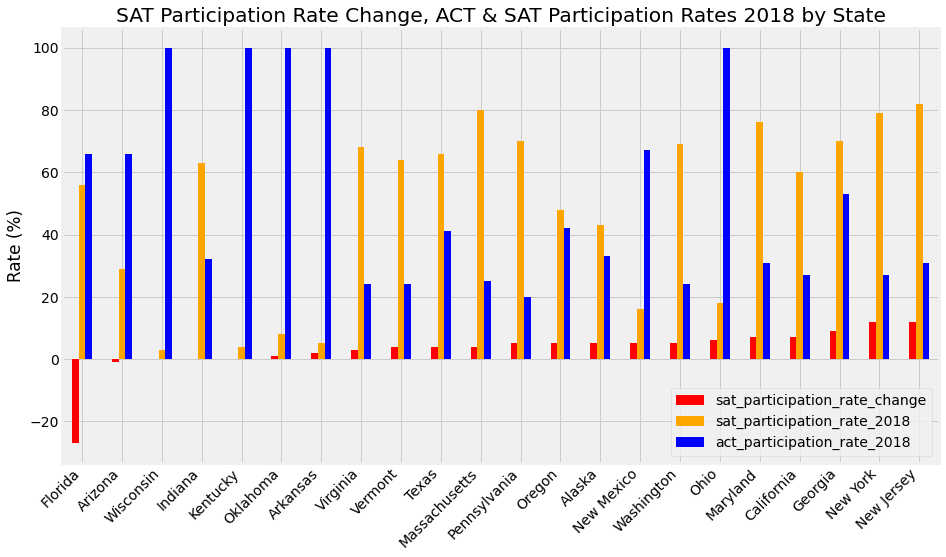 SAT Participation Rate Change, ACT & SAT Participation Rates 2018 by State
Rate (%)
100
80
60
40
20
0
−20
sat_participation_rate_change
sat_participation_rate_2018
act_participation_rate_2018
Florida
Arizona
Wisconsin
Indiana
Kentucky
Oklahoma
Arkansas
Virginia
Vermont
Texas
Massachusetts
Pennsylvania
Oregon
Alaska
New Mexico
Washington
Ohio
Maryland
California
Georgia
New York
New Jersey